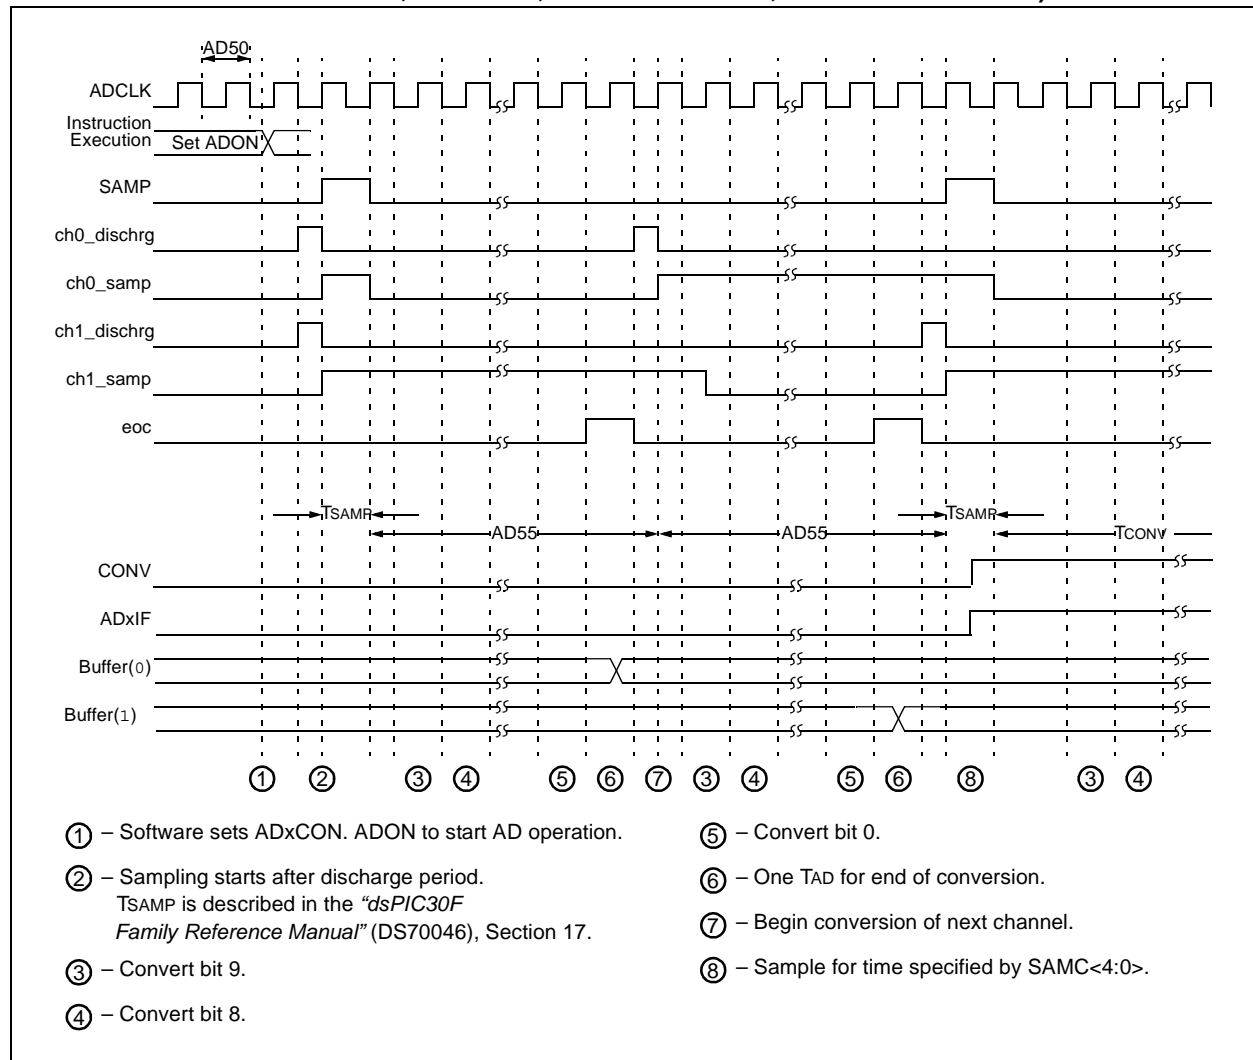 AD50
ADCLK
Instruction
Execution
Set ADON
SAMP
ch0_dischrg
ch0_samp
ch1_dischrg
ch1_samp
eoc
TSAMP
TSAMP
AD55
AD55
TCONV
CONV
ADxIF
Buffer(0)
Buffer(1)
1 2 3 4 5 6 7 3 4 5 6 8 3 4
1 – Software sets ADxCON. ADON to start AD operation.
2 – Sampling starts after discharge period.
TSAMP is described in the "dsPIC30F
Family Reference Manual" (DS70046), Section 17.
3 – Convert bit 9.
4 – Convert bit 8.
5 – Convert bit 0.
6 – One TAD for end of conversion.
7 – Begin conversion of next channel.
8 – Sample for time specified by SAMC<4:0>.